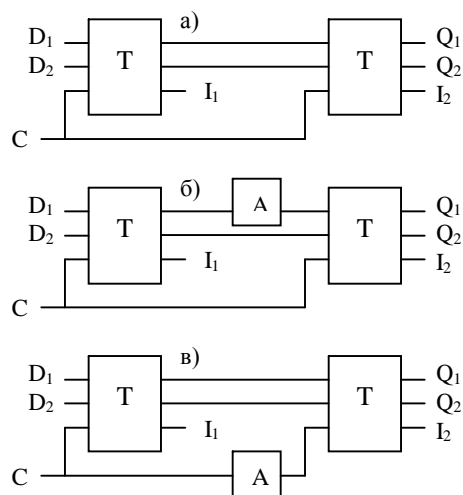 а)
D₁ Q₁
D₂ T T Q₂
I₁ I₂
C
б)
D₁ A Q₁
D₂ T T Q₂
I₁ I₂
C
в)
D₁ Q₁
D₂ T T Q₂
I₁ I₂
C A